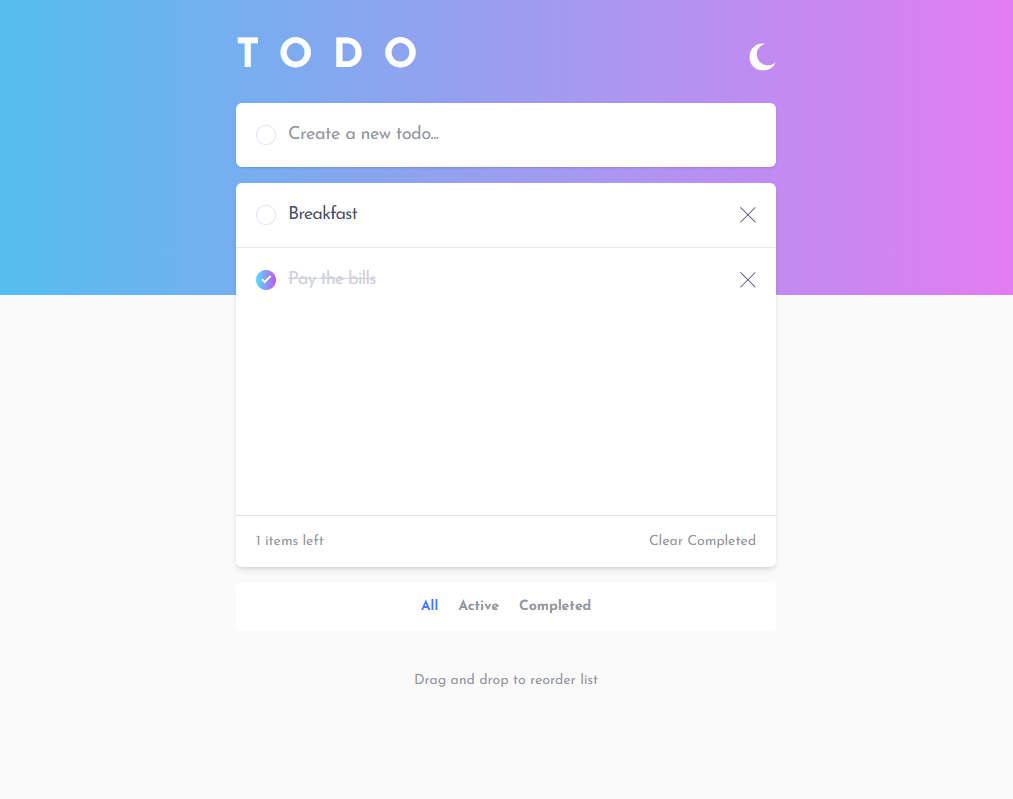 TODO
Create a new todo...
Breakfast
Pay the bills
1 items left Clear Completed
All Active Completed
Drag and drop to reorder list